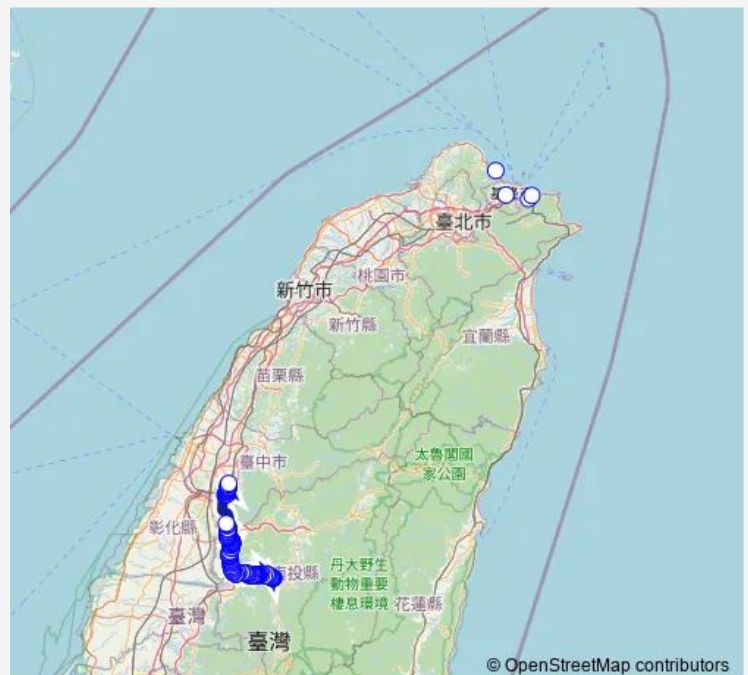 臺北市
桃園市
新竹市
新竹縣
宜蘭縣
苗栗縣
臺中市
太魯閣國
家公園
彰化縣
南投縣
丹大野生
動物重要
棲息環境
花蓮縣
臺灣
臺灣
© OpenStreetMap contributors